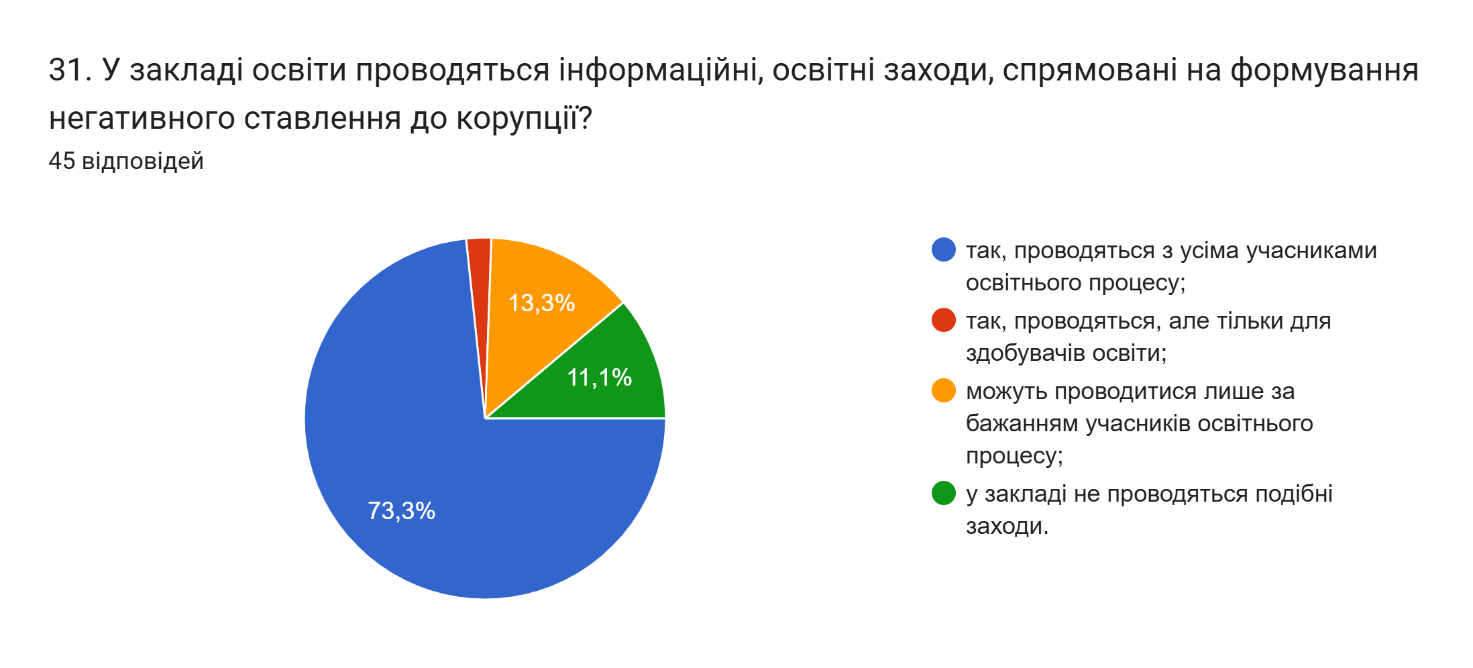 31. У закладі освіти проводяться інформаційні, освітні заходи, спрямовані на формування
негативного ставлення до корупції?
45 відповідей
13,3%
11,1%
73,3%
так, проводяться з усіма учасниками
освітнього процесу;
так, проводяться, але тільки для
здобувачів освіти;
можуть проводитися лише за
бажанням учасників освітнього
процесу;
у закладі не проводяться подібні
заходи.